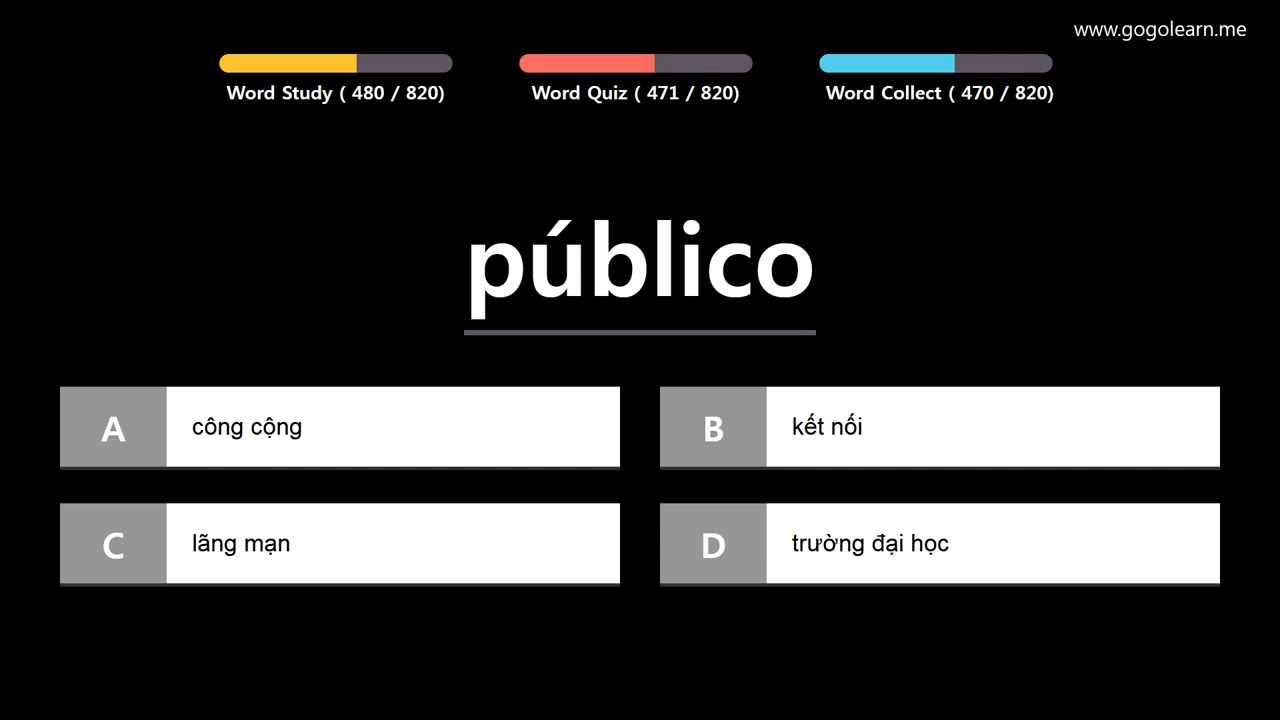 www.gogolearn.me
Word Study ( 480 / 820)
Word Quiz ( 471 / 820)
Word Collect ( 470 / 820)
público
A
công cộng
B
kết nối
C
lãng mạn
D
trường đại học